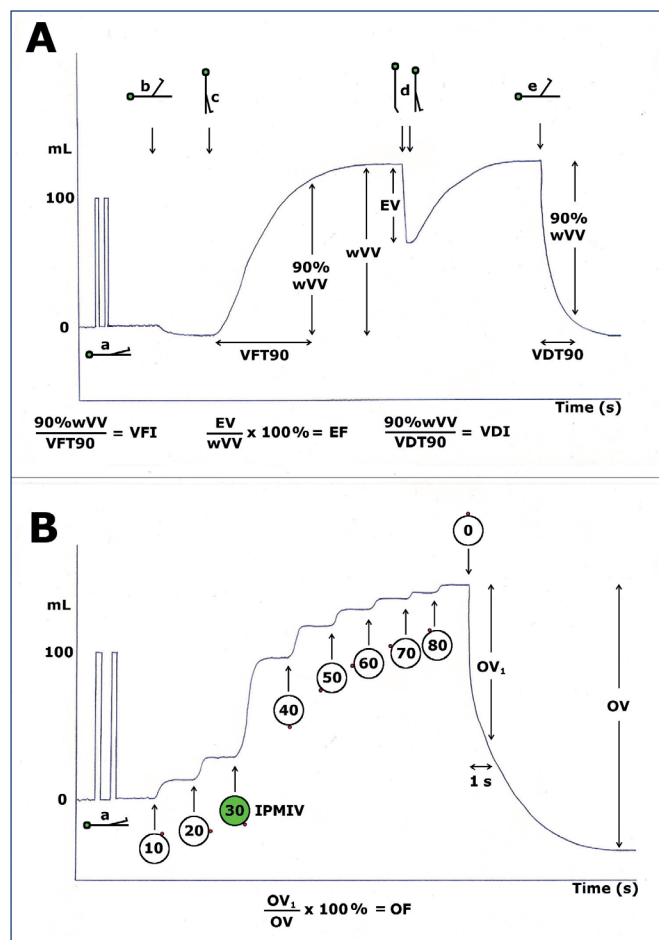 A
b
c
d
e
mL
100
EV
90%
wVV
wVV
90%
wVV
0
a
VFT90
VDT90
Time (s)
90%wVV
VFT90
= VFI
EV
wVV
x 100% = EF
90%wVV
VDT90
= VDI
B
0
mL
100
80
70
60
50
40
OV₁
OV
1 s
0
a
30
IPMIV
20
10
Time (s)
OV₁
OV
x 100% = OF